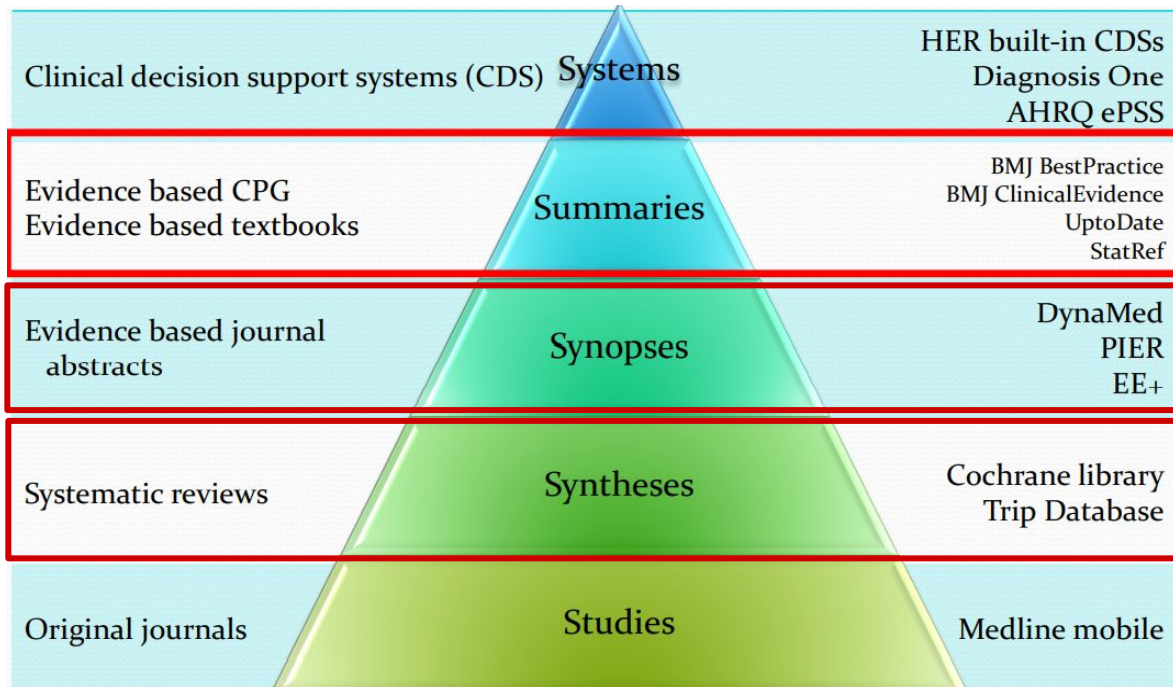 Clinical decision support systems (CDS)
Systems
HER built-in CDSs
Diagnosis One
AHRQ ePSS
Evidence based CPG
Evidence based textbooks
Summaries
BMJ BestPractice
BMJ ClinicalEvidence
UptoDate
StatRef
Evidence based journal
abstracts
Synopses
DynaMed
PIER
EE+
Systematic reviews
Syntheses
Cochrane library
Trip Database
Original journals
Studies
Medline mobile